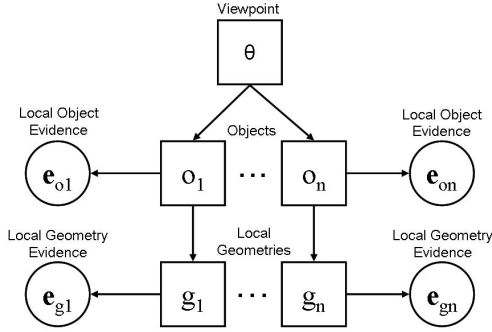 Viewpoint
θ
Local Object
Evidence
Objects
Local Object
Evidence
e_o1
o_1
...
o_n
e_on
Local Geometry
Evidence
Local
Geometries
Local Geometry
Evidence
e_g1
g_1
...
g_n
e_gn